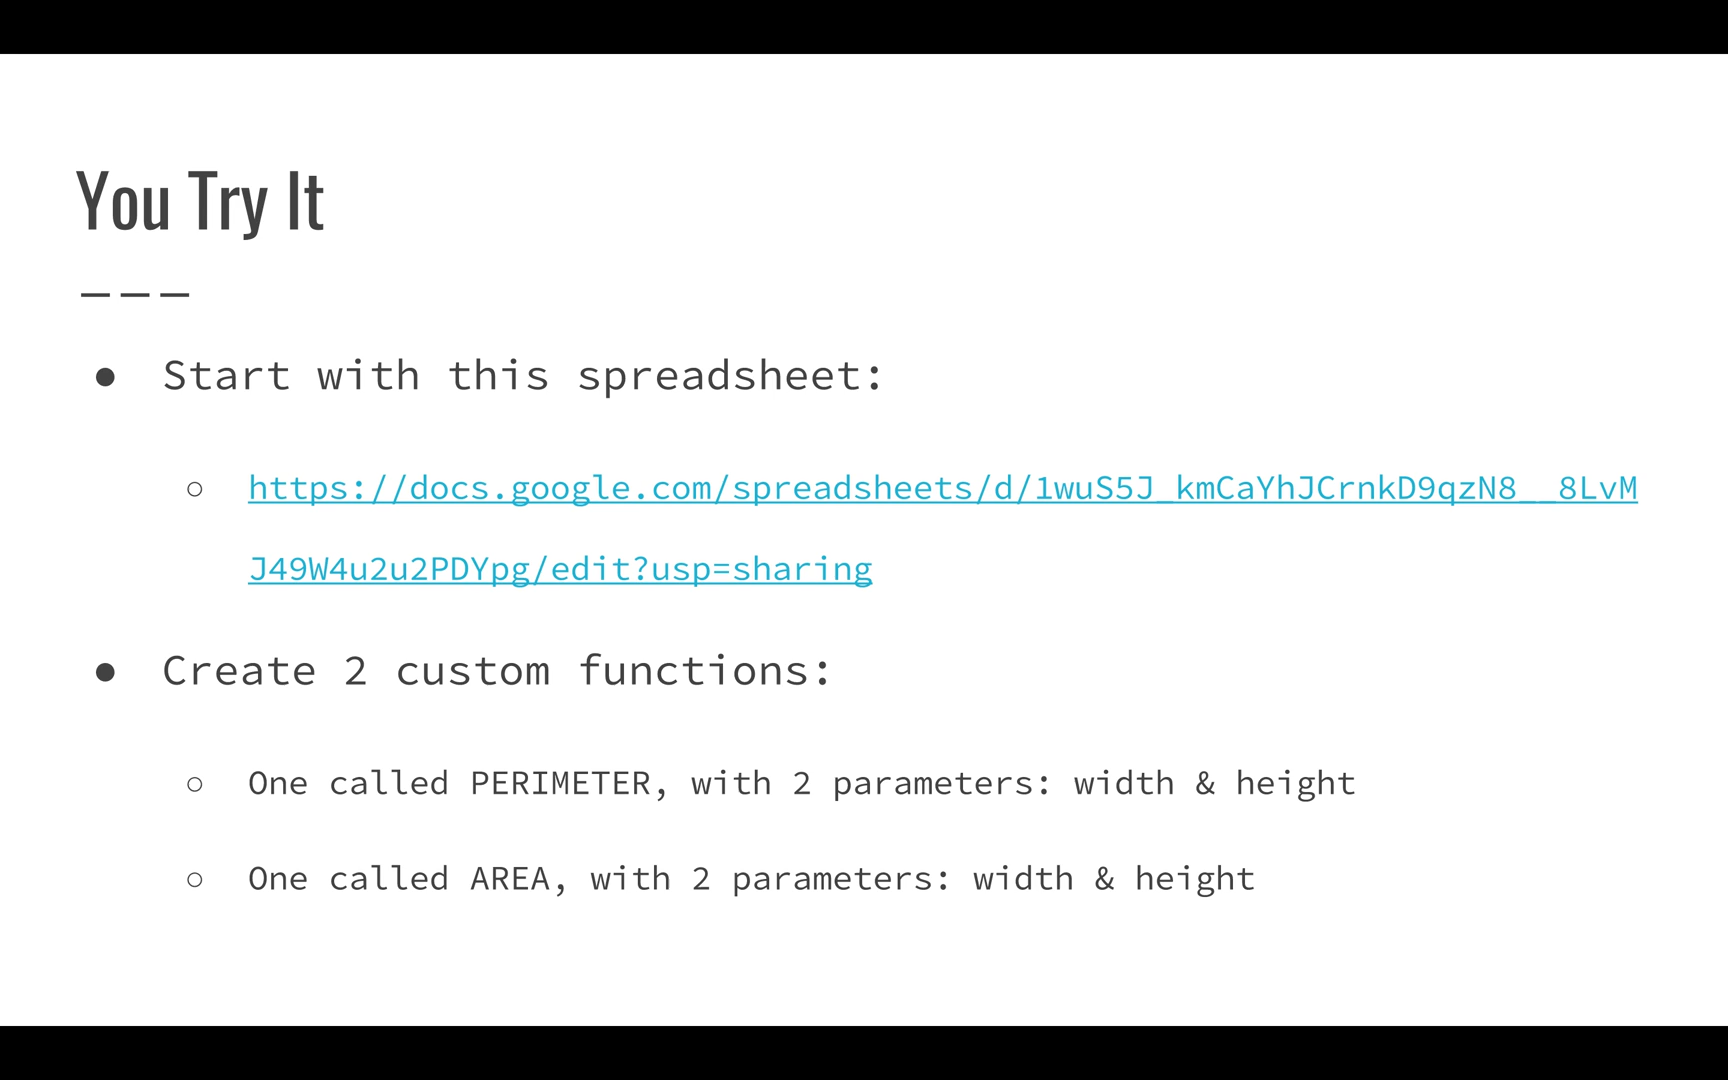 You Try It
● Start with this spreadsheet:
○ https://docs.google.com/spreadsheets/d/1wuS5J_kmCaYhJCrnkD9qzN8__8LvM
J49W4u2u2PDYpg/edit?usp=sharing
● Create 2 custom functions:
○ One called PERIMETER, with 2 parameters: width & height
○ One called AREA, with 2 parameters: width & height